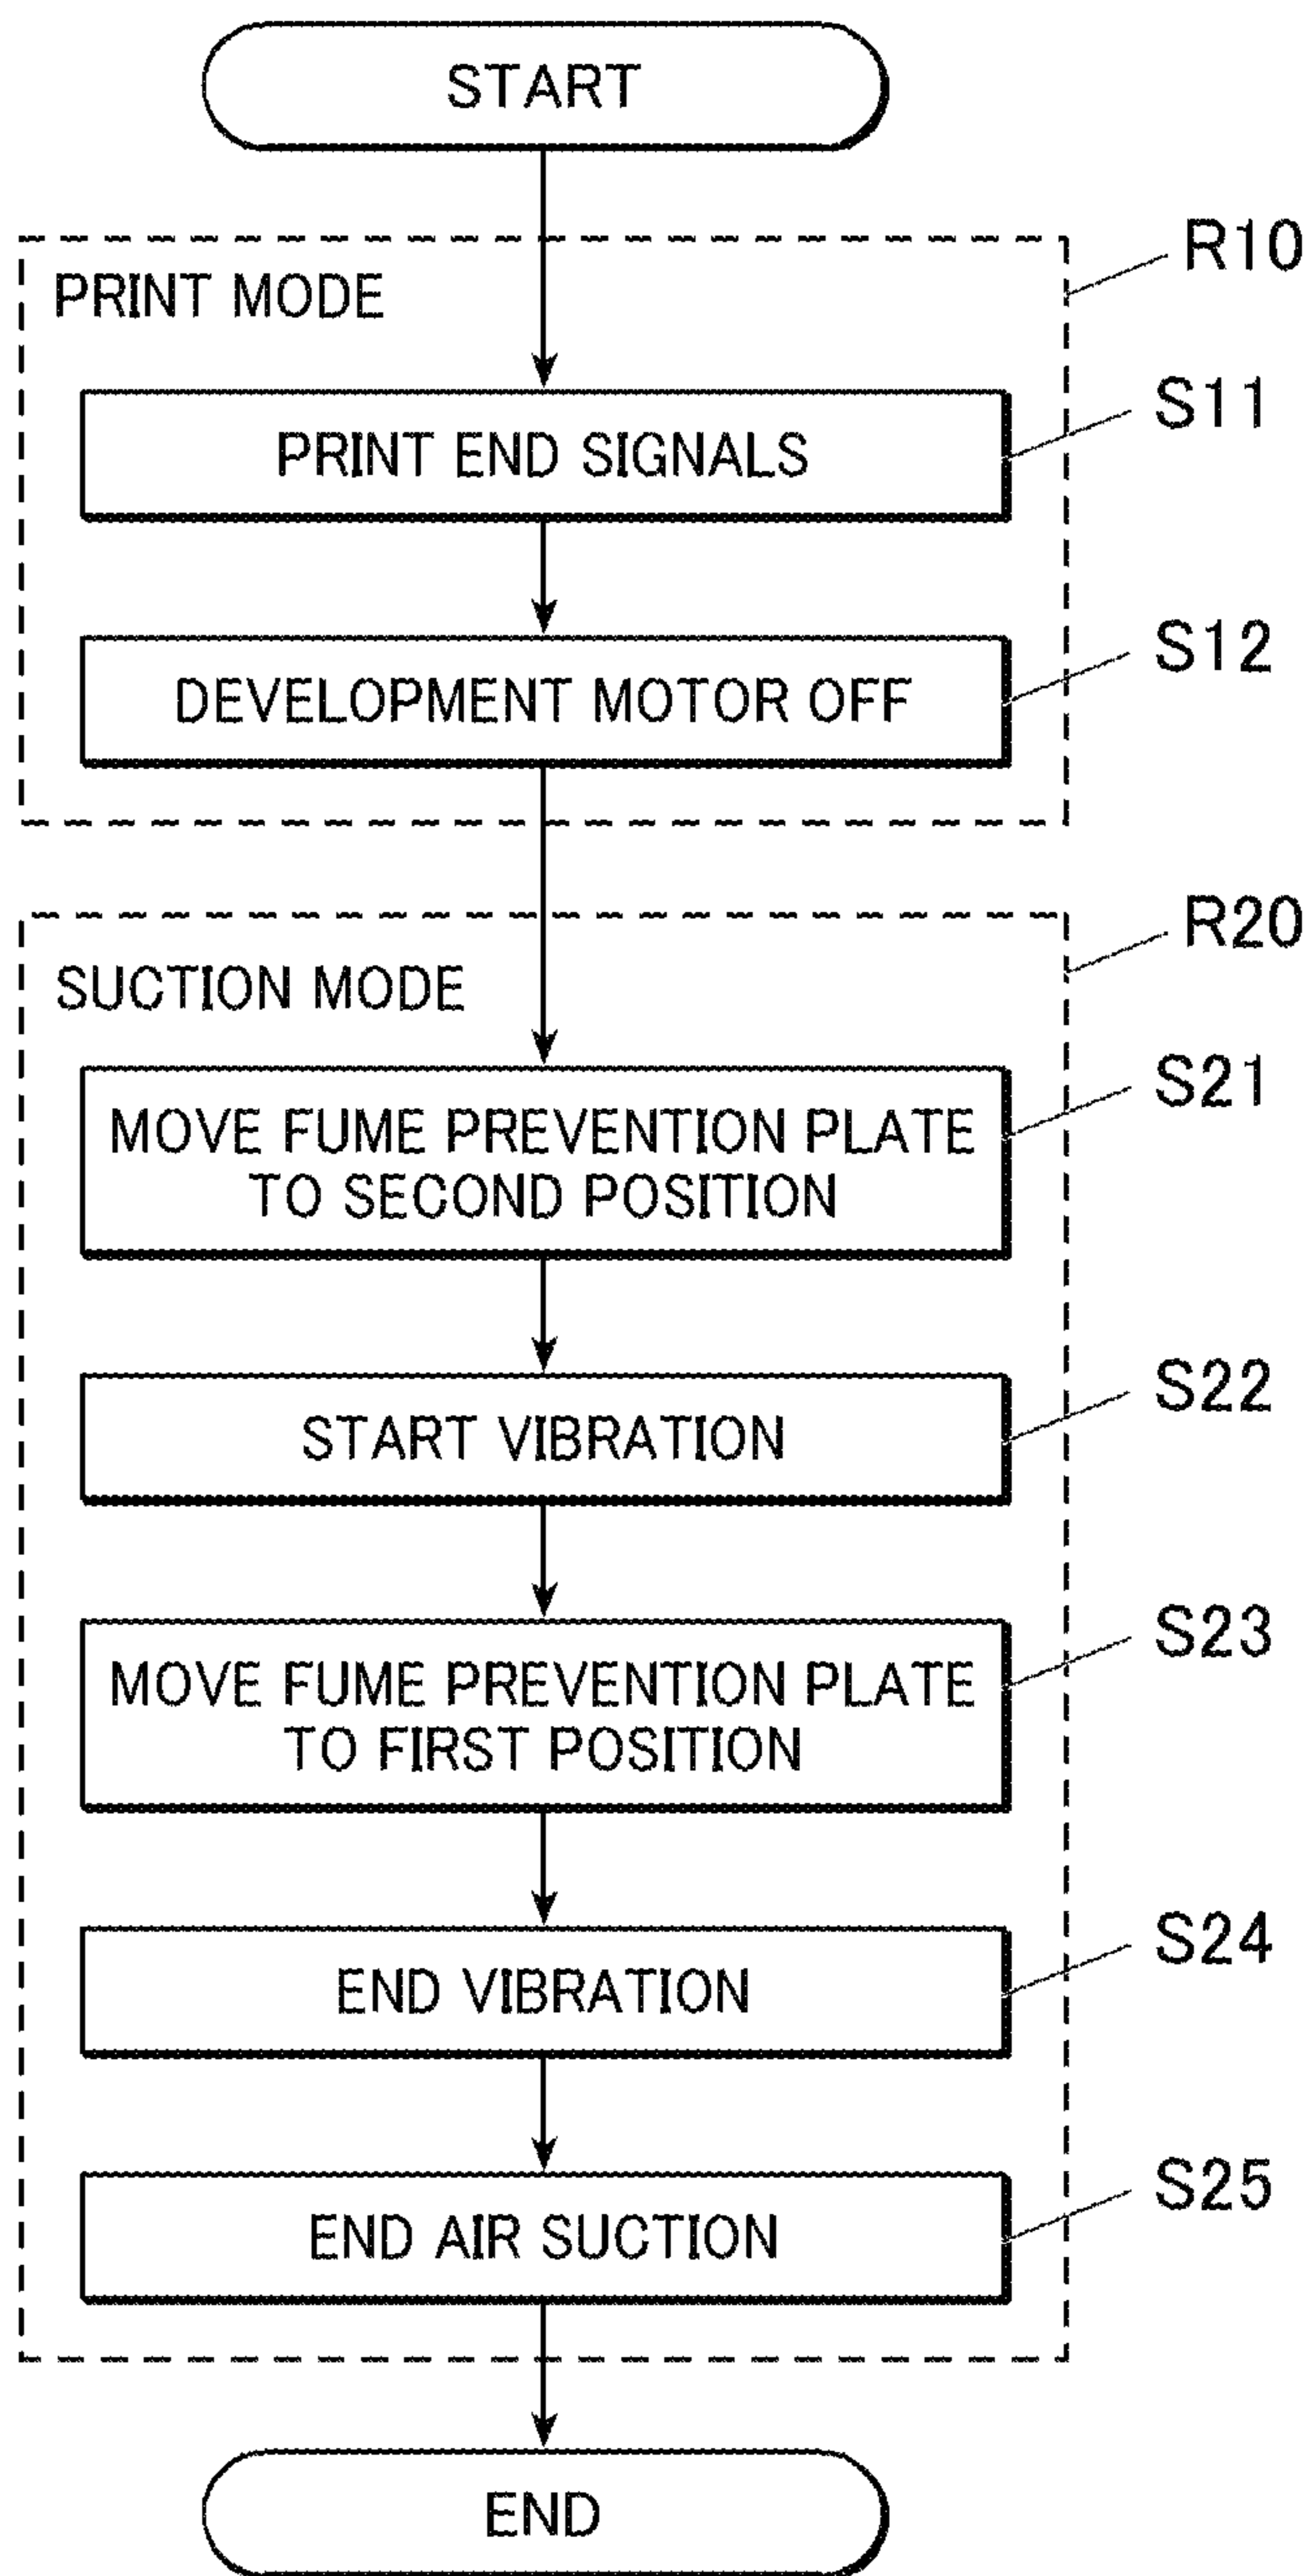 START
R10
PRINT MODE
S11
PRINT END SIGNALS
S12
DEVELOPMENT MOTOR OFF
R20
SUCTION MODE
S21
MOVE FUME PREVENTION PLATE
TO SECOND POSITION
S22
START VIBRATION
S23
MOVE FUME PREVENTION PLATE
TO FIRST POSITION
S24
END VIBRATION
S25
END AIR SUCTION
END